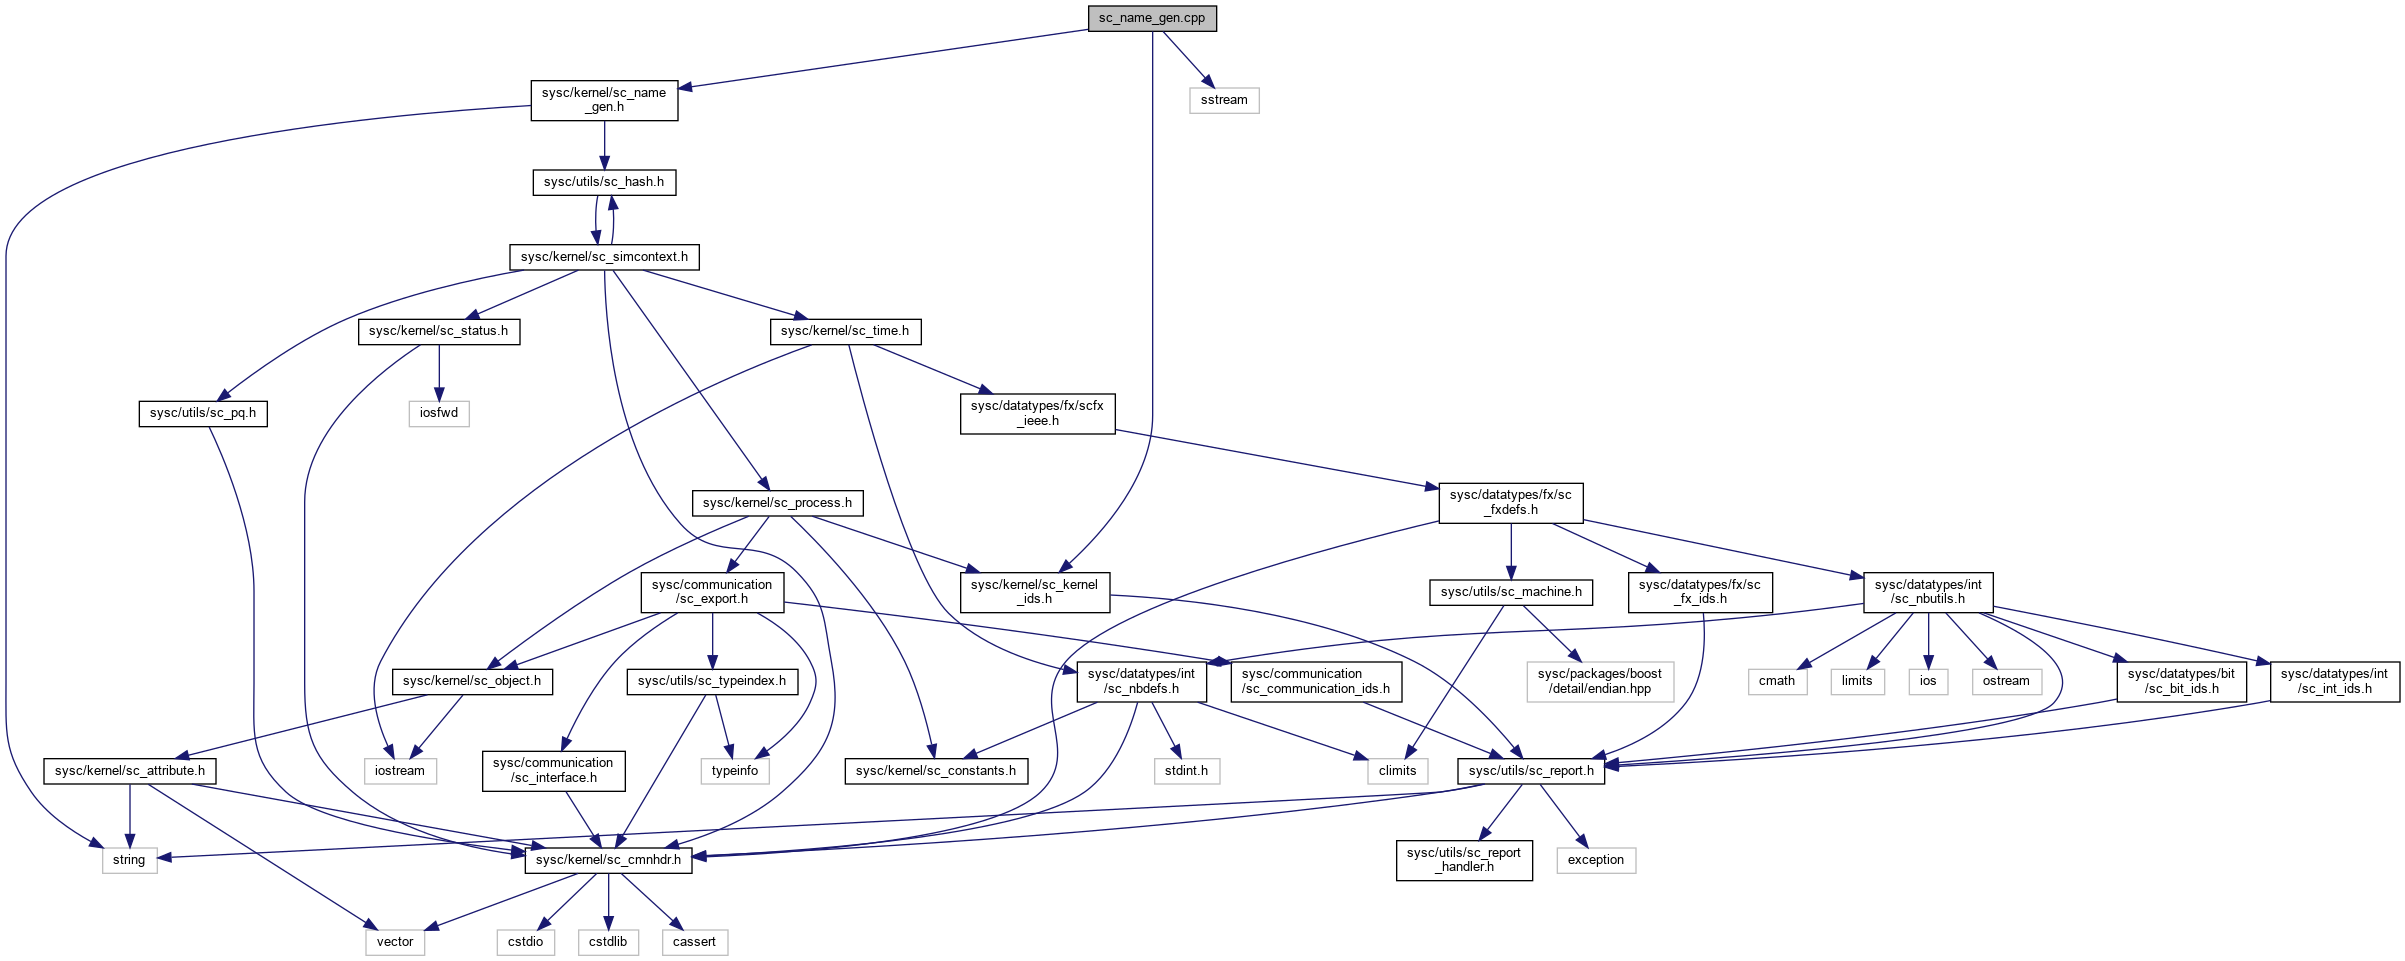 sc_name_gen.cpp
sysc/kernel/sc_name
_gen.h
sstream
sysc/utils/sc_hash.h
sysc/kernel/sc_simcontext.h
sysc/kernel/sc_status.h
sysc/kernel/sc_time.h
sysc/utils/sc_pq.h
iosfwd
sysc/datatypes/fx/scfx
_ieee.h
sysc/kernel/sc_process.h
sysc/datatypes/fx/sc
_fxdefs.h
sysc/communication
/sc_export.h
sysc/kernel/sc_kernel
_ids.h
sysc/utils/sc_machine.h
sysc/datatypes/fx/sc
_fx_ids.h
sysc/datatypes/int
/sc_nbutils.h
sysc/kernel/sc_object.h
sysc/utils/sc_typeindex.h
sysc/datatypes/int
/sc_nbdefs.h
sysc/communication
/sc_communication_ids.h
sysc/packages/boost
/detail/endian.hpp
cmath
limits
ios
ostream
sysc/datatypes/bit
/sc_bit_ids.h
sysc/datatypes/int
/sc_int_ids.h
sysc/kernel/sc_attribute.h
iostream
sysc/communication
/sc_interface.h
typeinfo
sysc/kernel/sc_constants.h
stdint.h
climits
sysc/utils/sc_report.h
string
sysc/kernel/sc_cmnhdr.h
sysc/utils/sc_report
_handler.h
exception
vector
cstdio
cstdlib
cassert